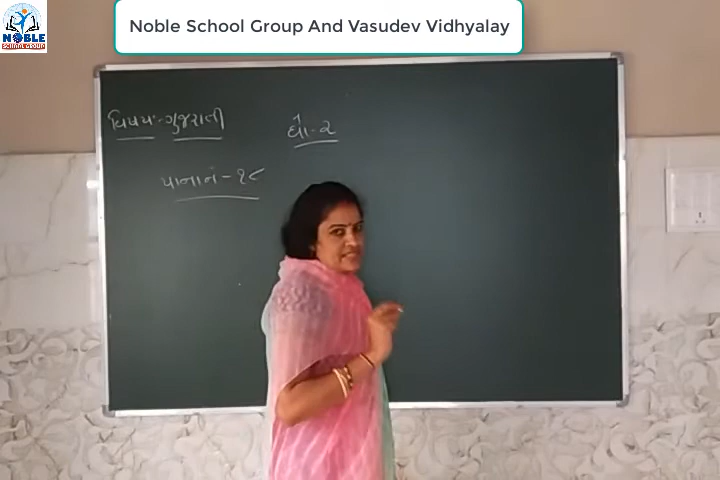 NOBLE
SCHOOL GROUP
Noble School Group And Vasudev Vidhyalay
વિષય:-ગુજરાતી
ધો-૨
પાના નં - ૧૮